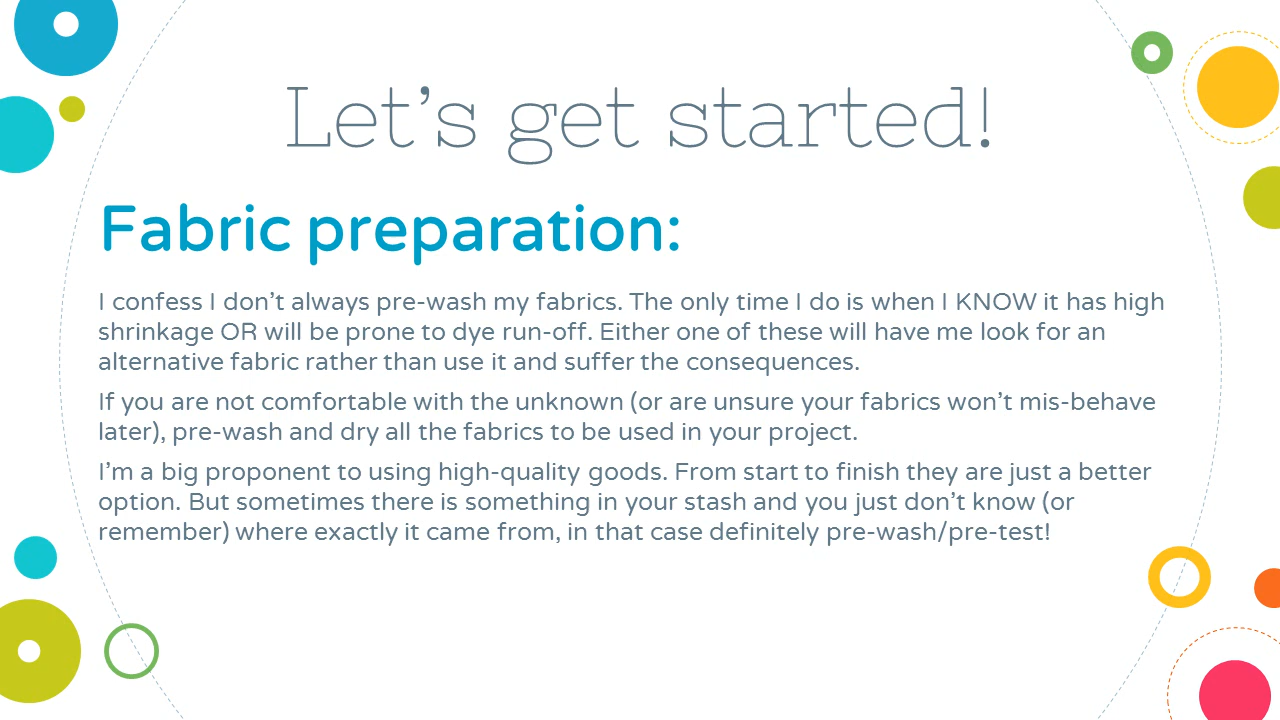 Let’s get started!
Fabric preparation:
I confess I don’t always pre-wash my fabrics. The only time I do is when I KNOW it has high
shrinkage OR will be prone to dye run-off. Either one of these will have me look for an
alternative fabric rather than use it and suffer the consequences.
If you are not comfortable with the unknown (or are unsure your fabrics won’t mis-behave
later), pre-wash and dry all the fabrics to be used in your project.
I’m a big proponent to using high-quality goods. From start to finish they are just a better
option. But sometimes there is something in your stash and you just don’t know (or
remember) where exactly it came from, in that case definitely pre-wash/pre-test!